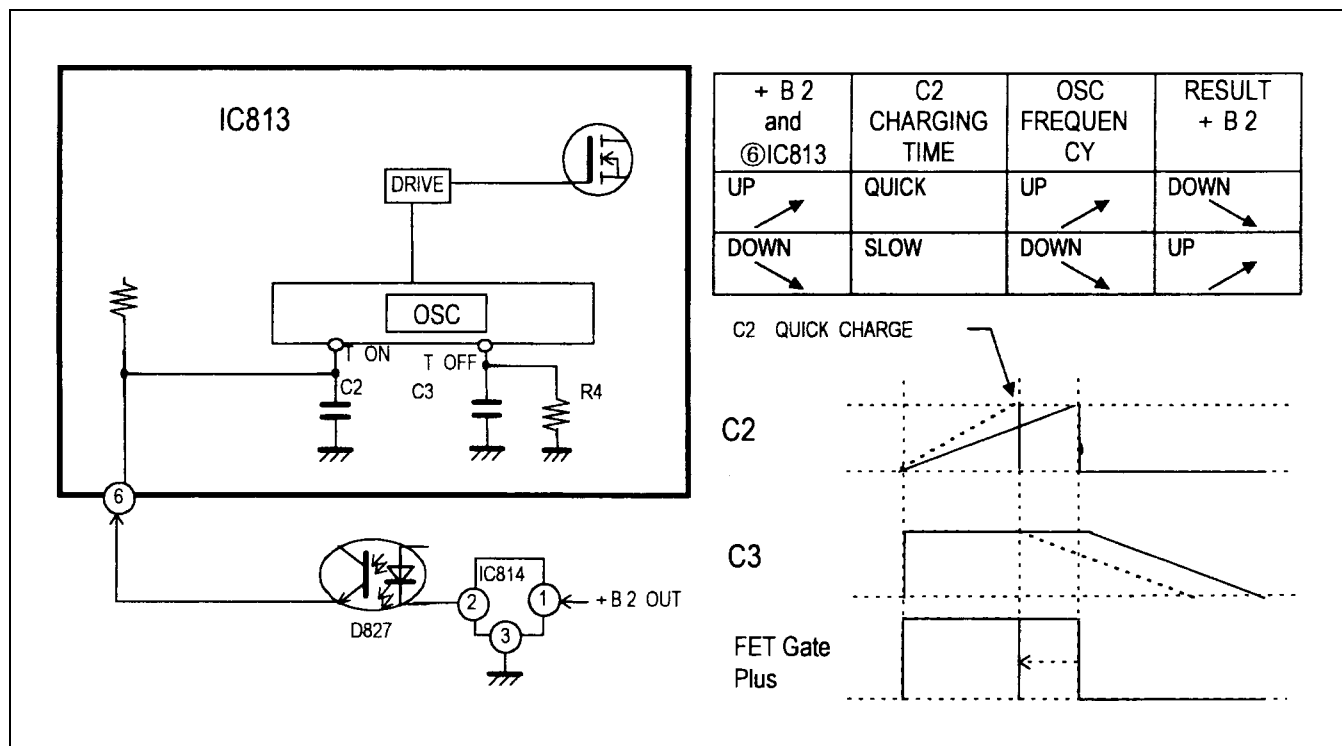 IC813
DRIVE
OSC
T ON
T OFF
C2
C3
R4
6
D827
IC814
2
1
3
+ B 2 OUT
+ B 2 and ⑥IC813
C2 CHARGING TIME
OSC FREQUEN CY
RESULT + B 2
UP
QUICK
UP
DOWN
DOWN
SLOW
DOWN
UP
C2 QUICK CHARGE
C2
C3
FET Gate
Plus